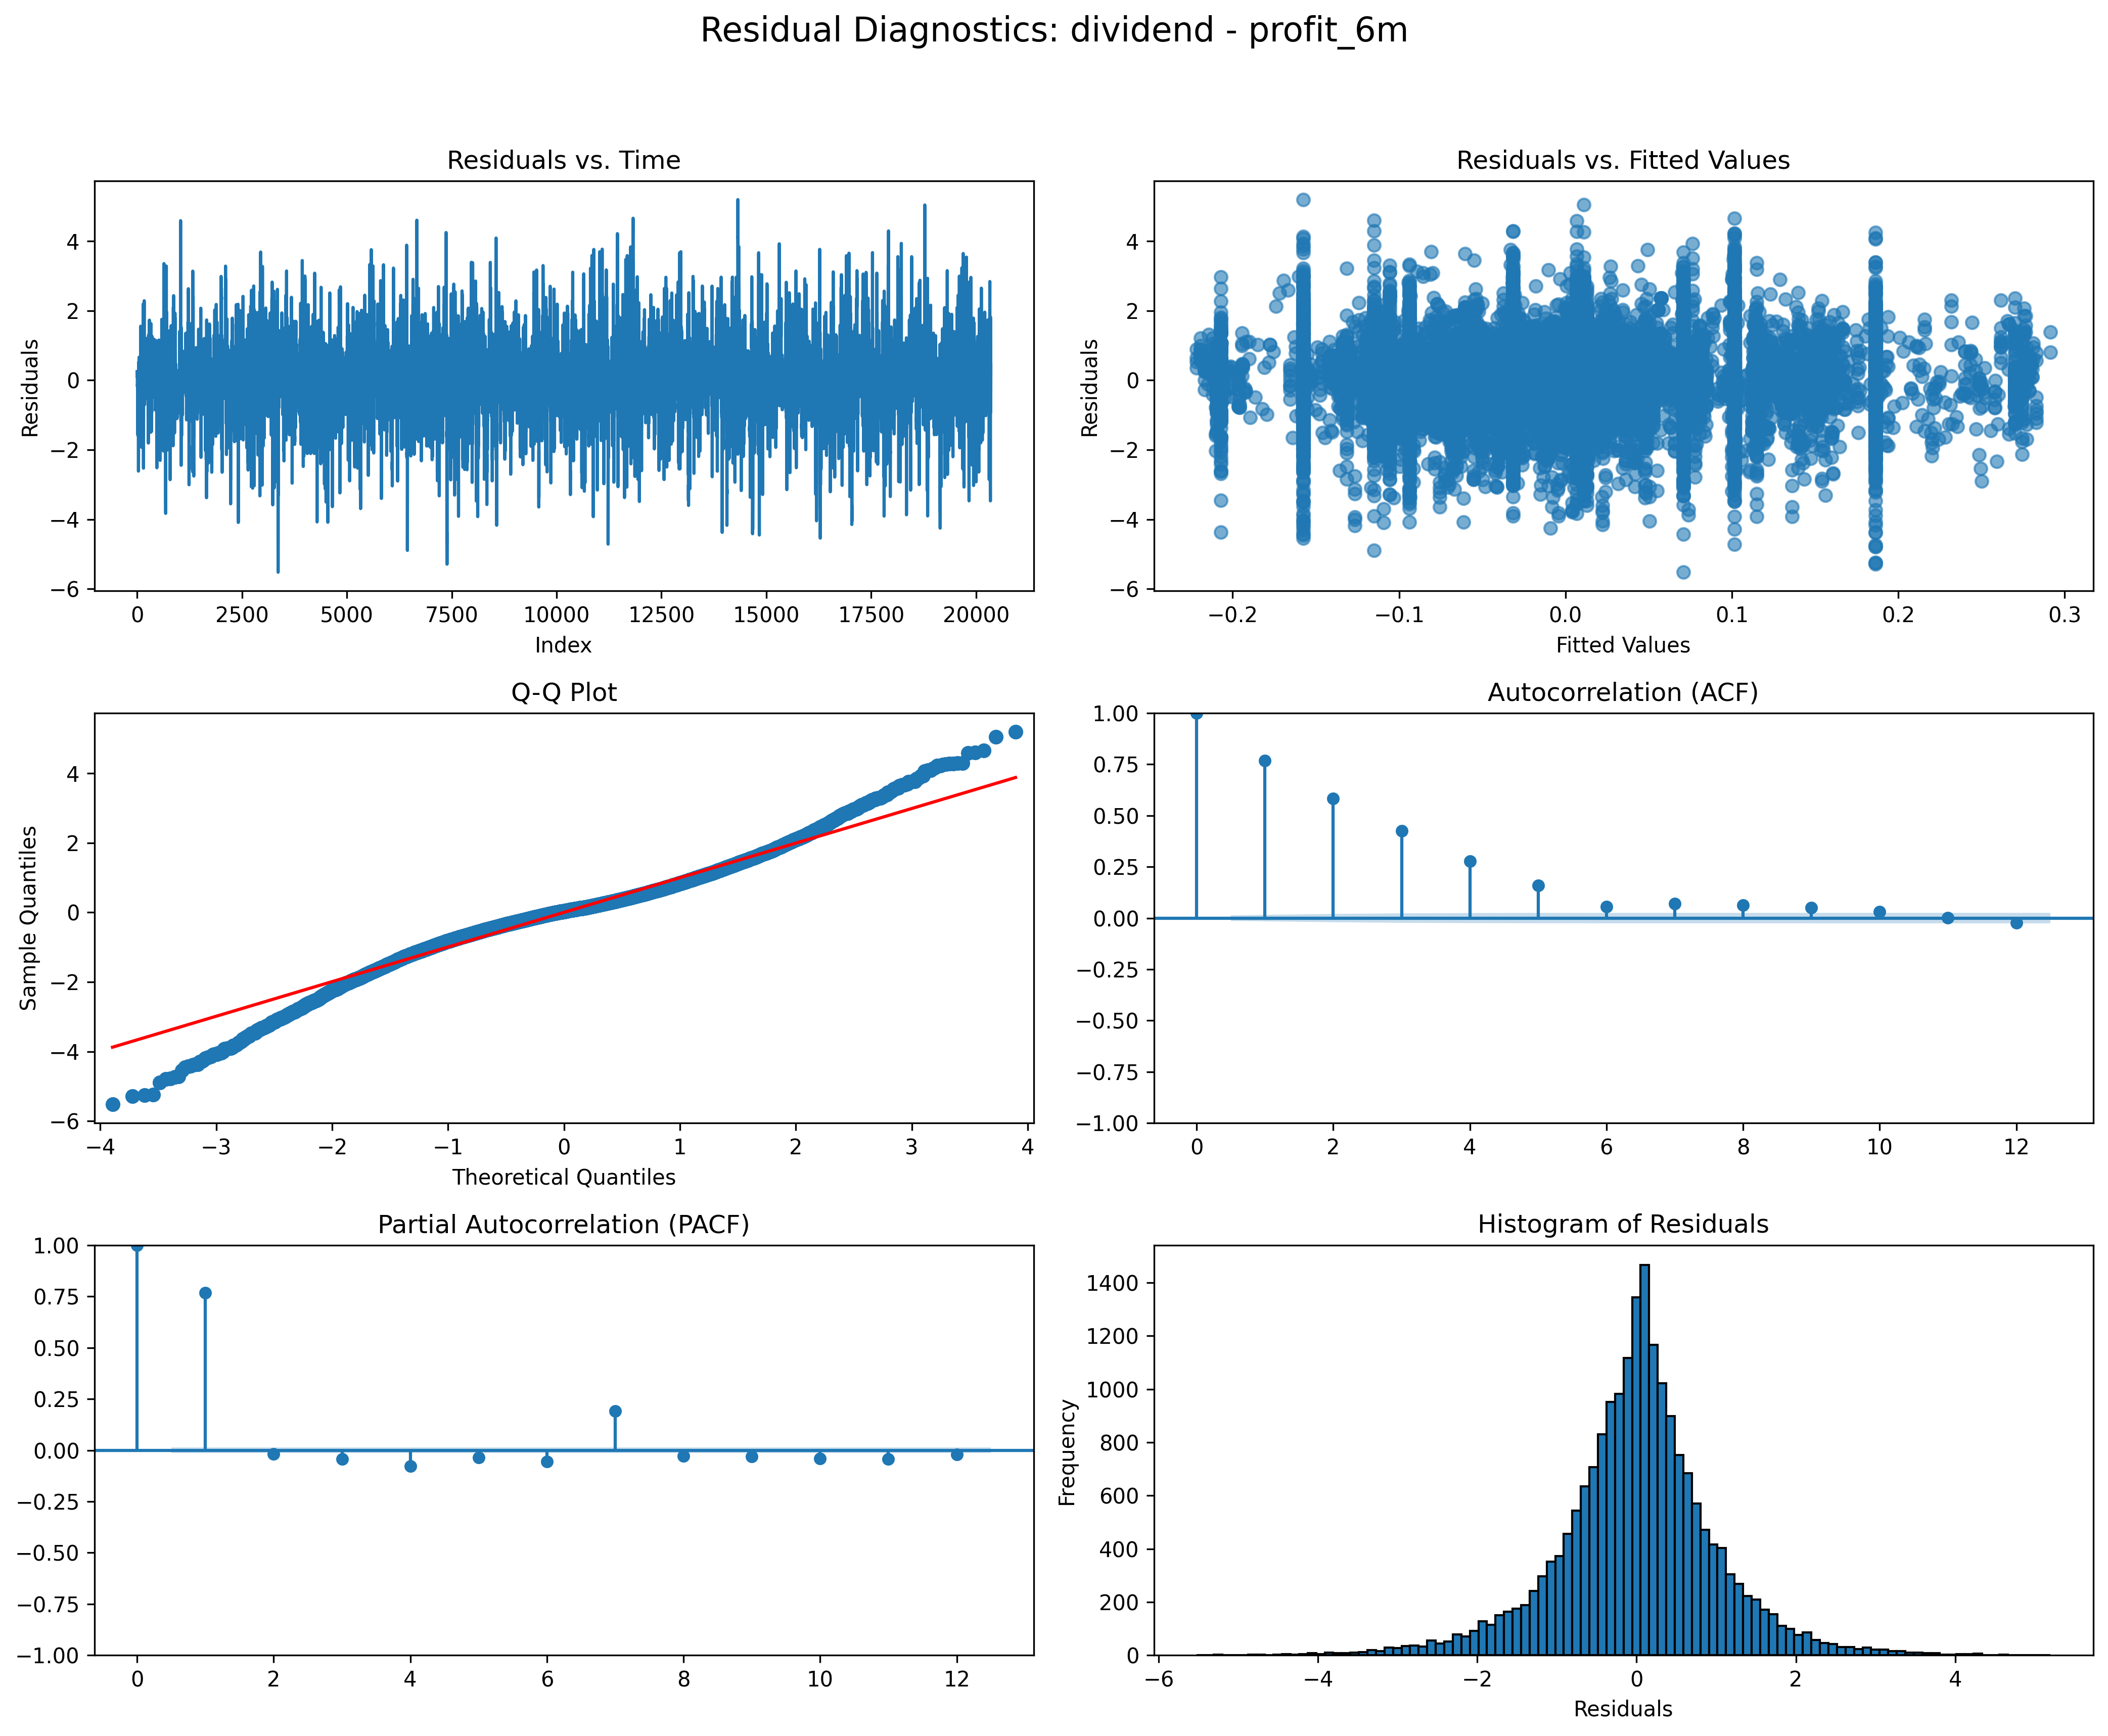 Residual Diagnostics: dividend - profit_6m
Residuals vs. Time
Residuals
4
2
0
−2
−4
−6
0 2500 5000 7500 10000 12500 15000 17500 20000
Index
Residuals vs. Fitted Values
Residuals
4
2
0
−2
−4
−6
−0.2 −0.1 0.0 0.1 0.2 0.3
Fitted Values
Q-Q Plot
Sample Quantiles
4
2
0
−2
−4
−6
−4 −3 −2 −1 0 1 2 3 4
Theoretical Quantiles
Autocorrelation (ACF)
1.00
0.75
0.50
0.25
0.00
−0.25
−0.50
−0.75
−1.00
0 2 4 6 8 10 12
Partial Autocorrelation (PACF)
1.00
0.75
0.50
0.25
0.00
−0.25
−0.50
−0.75
−1.00
0 2 4 6 8 10 12
Histogram of Residuals
Frequency
1400
1200
1000
800
600
400
200
0
−6 −4 −2 0 2 4
Residuals